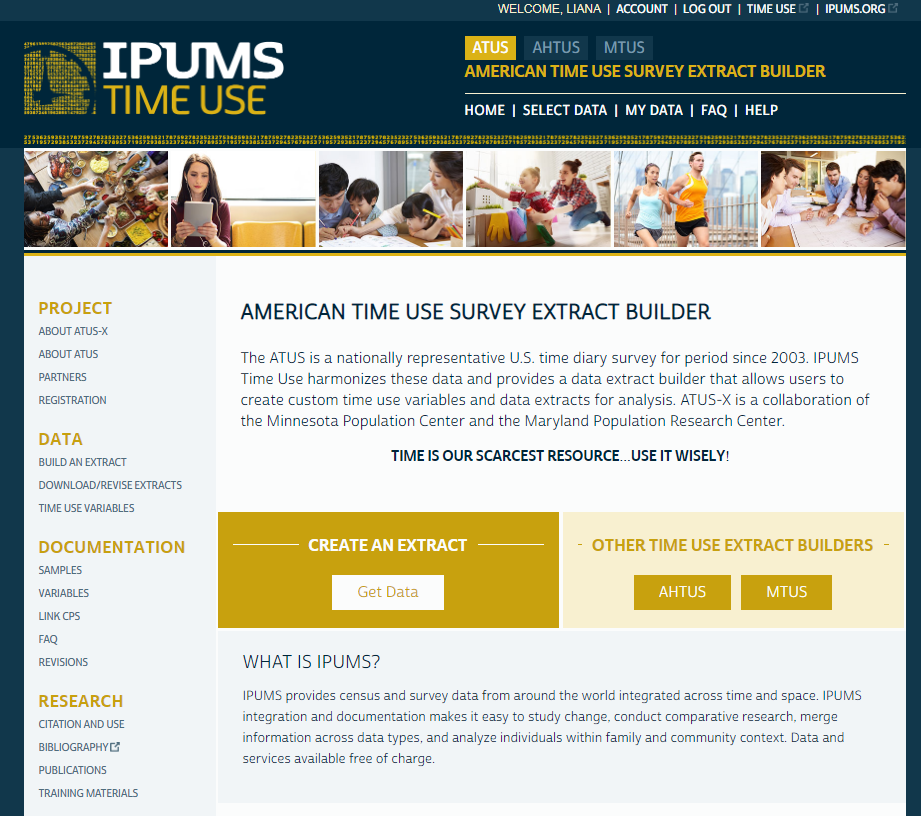 WELCOME, LIANA | ACCOUNT | LOG OUT | TIME USE | IPUMS.ORG
IPUMS
TIME USE
ATUS AHTUS MTUS
AMERICAN TIME USE SURVEY EXTRACT BUILDER
HOME | SELECT DATA | MY DATA | FAQ | HELP
PROJECT
ABOUT ATUS-X
ABOUT ATUS
PARTNERS
REGISTRATION
DATA
BUILD AN EXTRACT
DOWNLOAD/REVISE EXTRACTS
TIME USE VARIABLES
DOCUMENTATION
SAMPLES
VARIABLES
LINK CPS
FAQ
REVISIONS
RESEARCH
CITATION AND USE
BIBLIOGRAPHY
PUBLICATIONS
TRAINING MATERIALS
AMERICAN TIME USE SURVEY EXTRACT BUILDER
The ATUS is a nationally representative U.S. time diary survey for period since 2003. IPUMS
Time Use harmonizes these data and provides a data extract builder that allows users to
create custom time use variables and data extracts for analysis. ATUS-X is a collaboration of
the Minnesota Population Center and the Maryland Population Research Center.
TIME IS OUR SCARCEST RESOURCE...USE IT WISELY!
CREATE AN EXTRACT
Get Data
- OTHER TIME USE EXTRACT BUILDERS -
AHTUS MTUS
WHAT IS IPUMS?
IPUMS provides census and survey data from around the world integrated across time and space. IPUMS
integration and documentation makes it easy to study change, conduct comparative research, merge
information across data types, and analyze individuals within family and community context. Data and
services available free of charge.